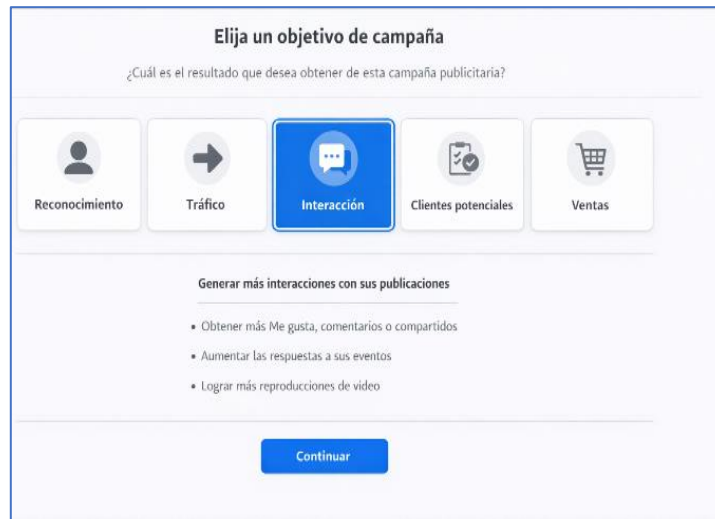 Elija un objetivo de campaña
¿Cuál es el resultado que desea obtener de esta campaña publicitaria?
Reconocimiento
Tráfico
Interacción
Clientes potenciales
Ventas
Generar más interacciones con sus publicaciones
• Obtener más Me gusta, comentarios o compartidos
• Aumentar las respuestas a sus eventos
• Lograr más reproducciones de video
Continuar